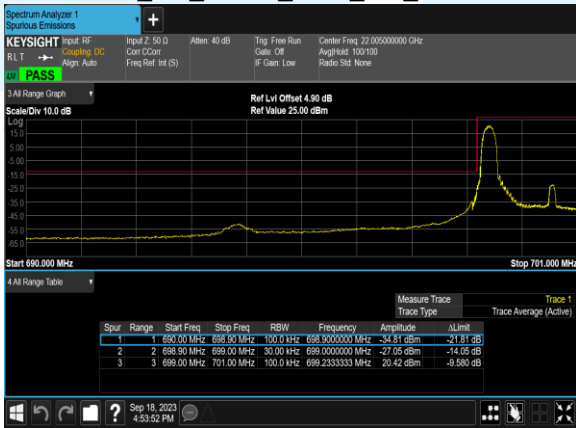 Spectrum Analyzer 1
Spurious Emissions
KEYSIGHT Input: RF Input Z: 50 Ω Atten: 40 dB Trig: Free Run Center Freq: 22.005000000 GHz
RLT Coupling: DC Corr CCorr Gate: Off Avg|Hold: 100/100
Align: Auto Freq Ref: Int (S) IF Gain: Low Radio Std: None
PASS
3 All Range Graph
Ref Lvl Offset 4.90 dB
Scale/Div 10.0 dB Ref Value 25.00 dBm
Log
15.0
5.00
-5.00
-15.0
-25.0
-35.0
-45.0
-55.0
-65.0
Start 690.000 MHz Stop 701.000 MHz
4 All Range Table
Measure Trace Trace 1
Trace Type Trace Average (Active)
Spur Range Start Freq Stop Freq RBW Frequency Amplitude ΔLimit
1 1 690.00 MHz 698.90 MHz 100.0 kHz 698.9000000 MHz -34.81 dBm -21.81 dB
2 2 698.90 MHz 699.00 MHz 30.00 kHz 699.0000000 MHz -27.05 dBm -14.05 dB
3 3 699.00 MHz 701.00 MHz 100.0 kHz 699.2333333 MHz 20.42 dBm -9.580 dB
? Sep 18, 2023
4:53:52 PM